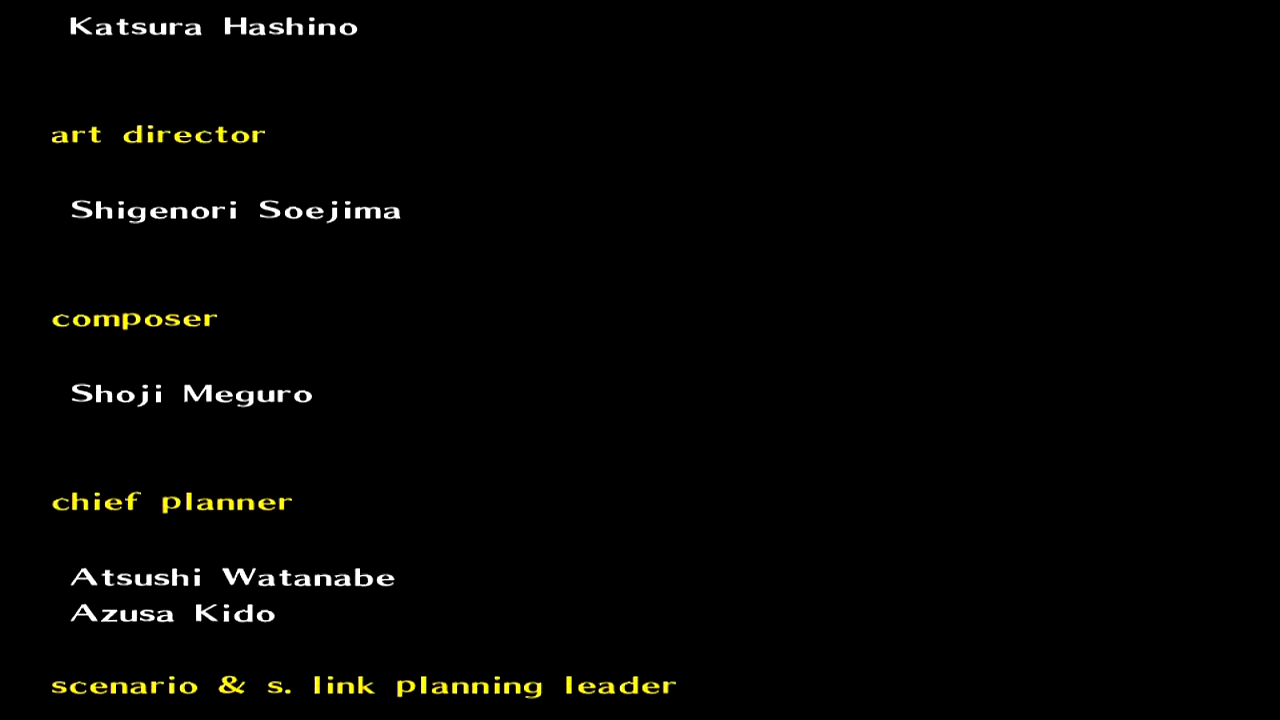 Katsura Hashino
art director
Shigenori Soejima
composer
Shoji Meguro
chief planner
Atsushi Watanabe
Azusa Kido
scenario & s. link planning leader